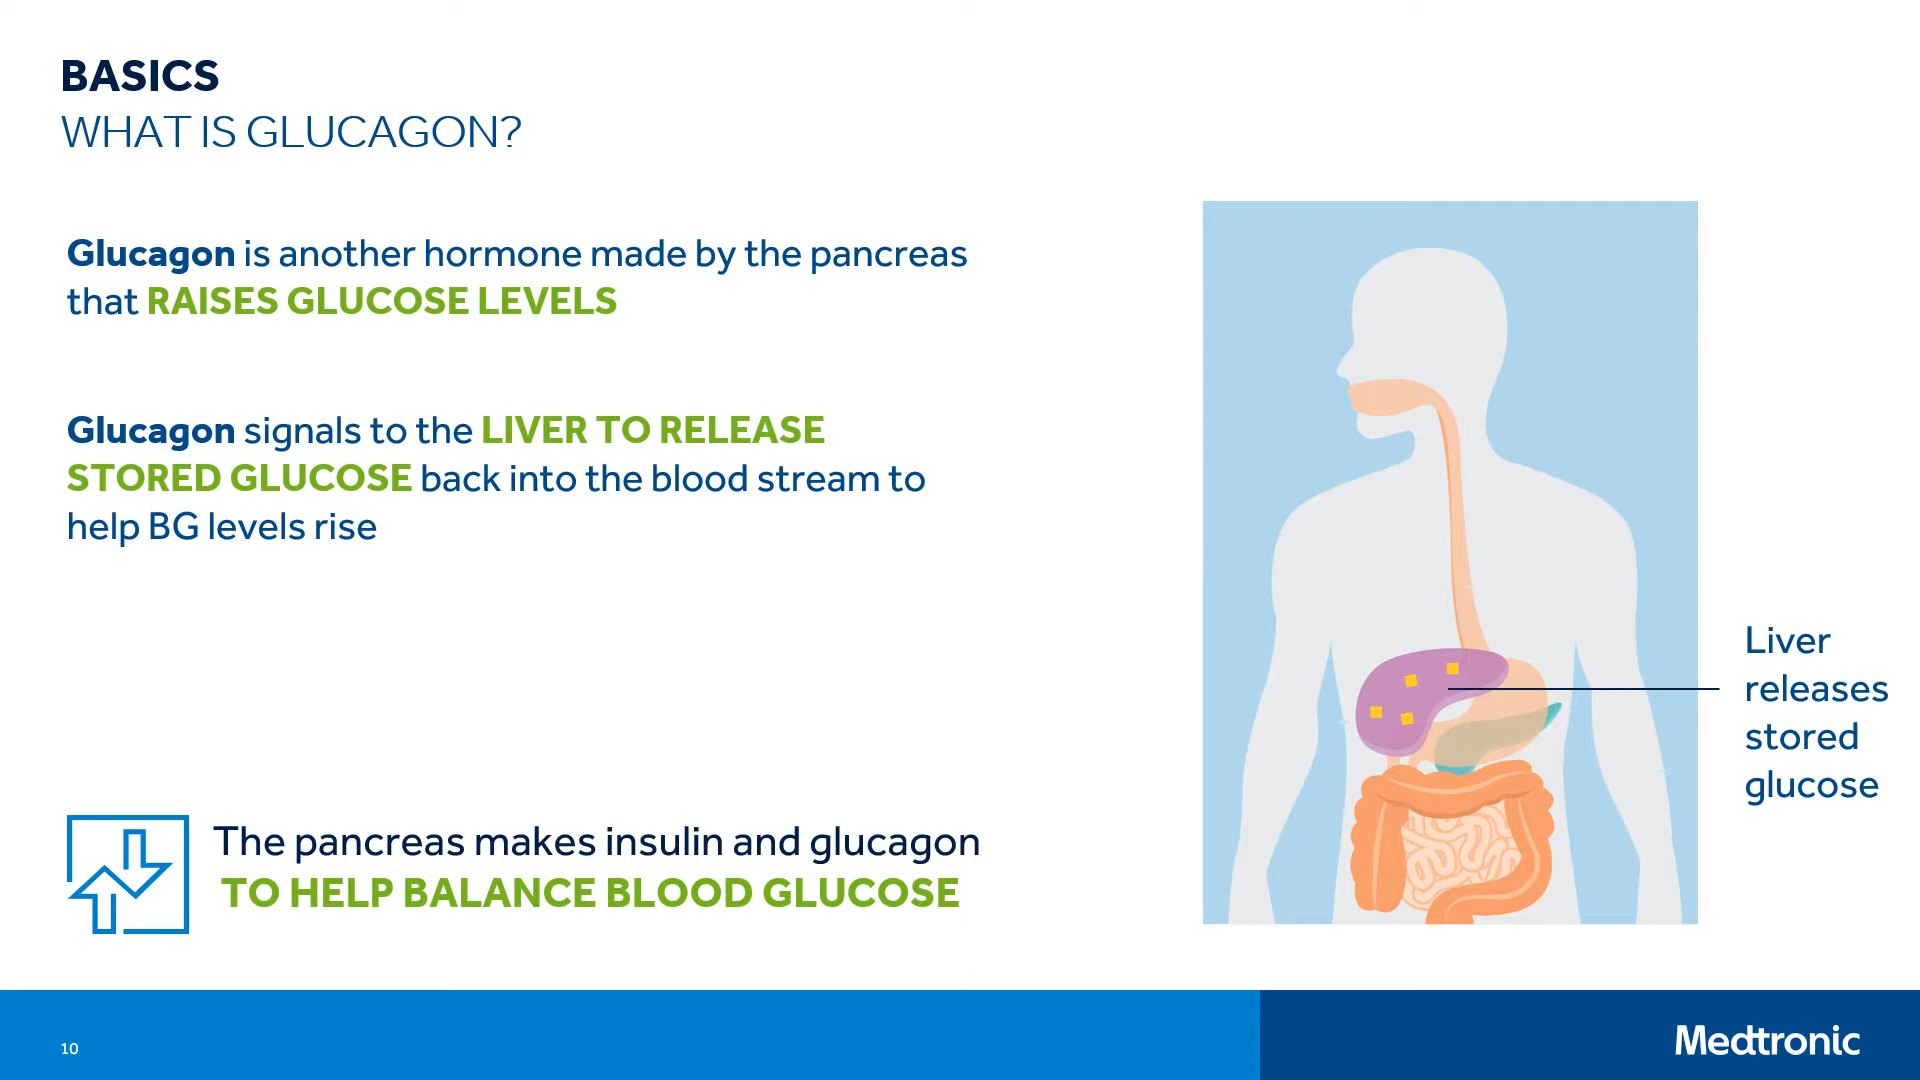 BASICS
WHAT IS GLUCAGON?
Glucagon is another hormone made by the pancreas
that RAISES GLUCOSE LEVELS
Glucagon signals to the LIVER TO RELEASE
STORED GLUCOSE back into the blood stream to
help BG levels rise
Liver
releases
stored
glucose
The pancreas makes insulin and glucagon
TO HELP BALANCE BLOOD GLUCOSE
10
Medtronic